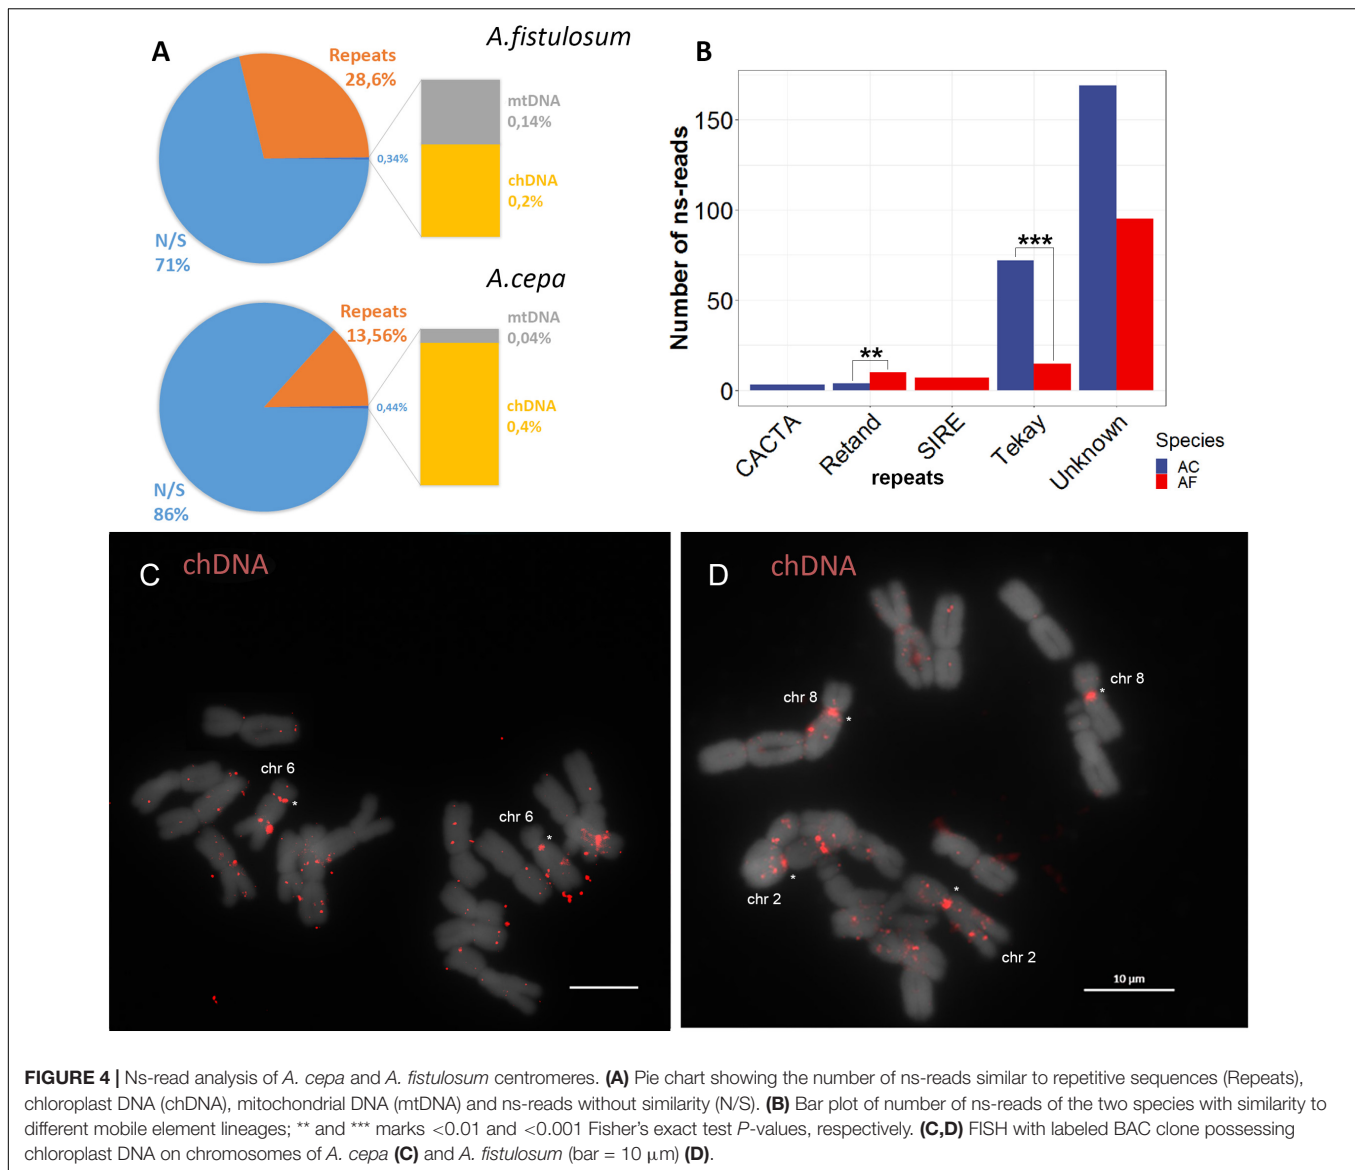 A
A.fistulosum
Repeats
28,6%
mtDNA
0,14%
0,34%
chDNA
0,2%
N/S
71%
A.cepa
Repeats
13,56%
mtDNA
0,04%
0,44%
chDNA
0,4%
N/S
86%
B
Number of ns-reads
150
100
50
0
**
***
CACTA
Retand
SIRE
Tekay
Unknown
repeats
Species
AC
AF
C chDNA
chr 6
*
chr 6
*
D chDNA
chr 8
*
chr 8
*
chr 2
*
*
chr 2
10 µm
FIGURE 4 | Ns-read analysis of A. cepa and A. fistulosum centromeres. (A) Pie chart showing the number of ns-reads similar to repetitive sequences (Repeats),
chloroplast DNA (chDNA), mitochondrial DNA (mtDNA) and ns-reads without similarity (N/S). (B) Bar plot of number of ns-reads of the two species with similarity to
different mobile element lineages; ** and *** marks <0.01 and <0.001 Fisher's exact test P-values, respectively. (C,D) FISH with labeled BAC clone possessing
chloroplast DNA on chromosomes of A. cepa (C) and A. fistulosum (bar = 10 µm) (D).